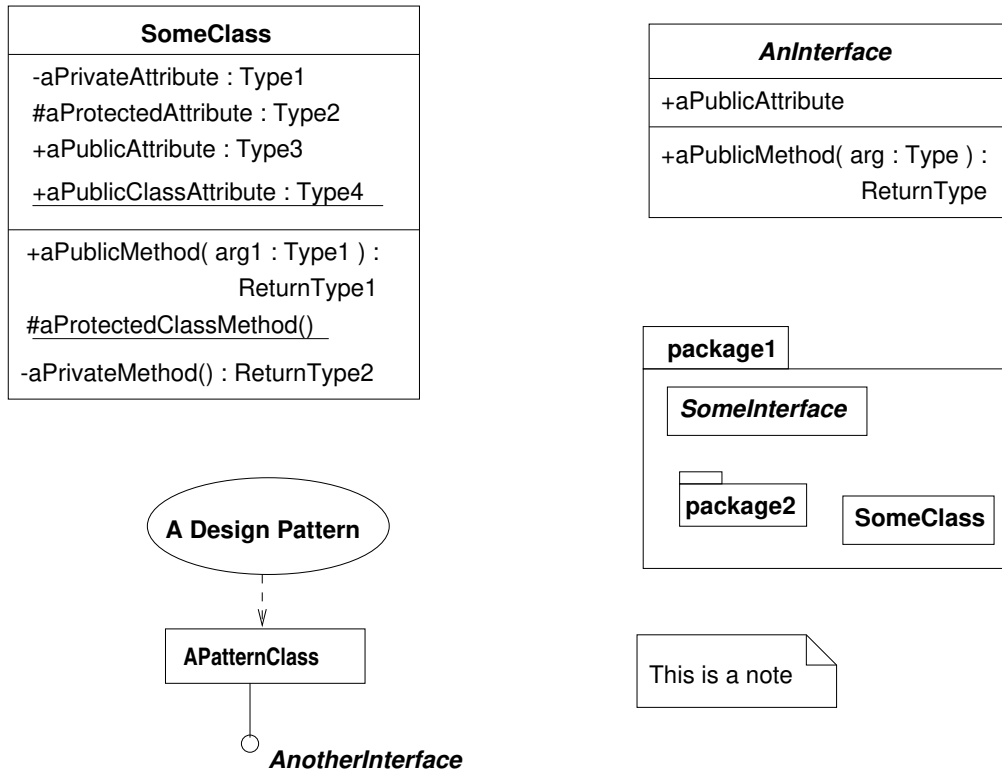 SomeClass
-aPrivateAttribute : Type1
#aProtectedAttribute : Type2
+aPublicAttribute : Type3
+aPublicClassAttribute : Type4
+aPublicMethod( arg1 : Type1 ) :
ReturnType1
#aProtectedClassMethod()
-aPrivateMethod() : ReturnType2
AnInterface
+aPublicAttribute
+aPublicMethod( arg : Type ) :
ReturnType
package1
SomeInterface
package2
SomeClass
A Design Pattern
APatternClass
AnotherInterface
This is a note